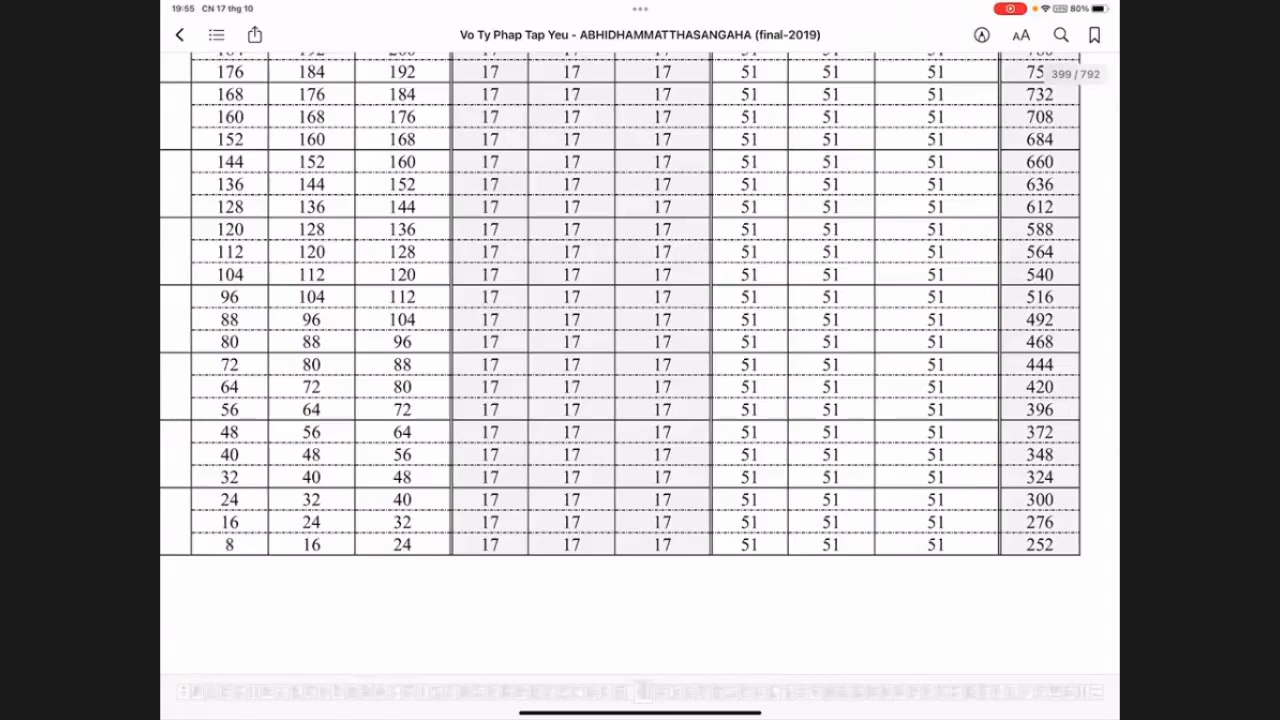 19:55 CN 17 thg 10
80%
Vo Ty Phap Tap Yeu - ABHIDHAMMATTHASANGAHA (final-2019)
399 / 792
176 184 192 17 17 17 51 51 51
168 176 184 17 17 17 51 51 51 732
160 168 176 17 17 17 51 51 51 708
152 160 168 17 17 17 51 51 51 684
144 152 160 17 17 17 51 51 51 660
136 144 152 17 17 17 51 51 51 636
128 136 144 17 17 17 51 51 51 612
120 128 136 17 17 17 51 51 51 588
112 120 128 17 17 17 51 51 51 564
104 112 120 17 17 17 51 51 51 540
96 104 112 17 17 17 51 51 51 516
88 96 104 17 17 17 51 51 51 492
80 88 96 17 17 17 51 51 51 468
72 80 88 17 17 17 51 51 51 444
64 72 80 17 17 17 51 51 51 420
56 64 72 17 17 17 51 51 51 396
48 56 64 17 17 17 51 51 51 372
40 48 56 17 17 17 51 51 51 348
32 40 48 17 17 17 51 51 51 324
24 32 40 17 17 17 51 51 51 300
16 24 32 17 17 17 51 51 51 276
8 16 24 17 17 17 51 51 51 252